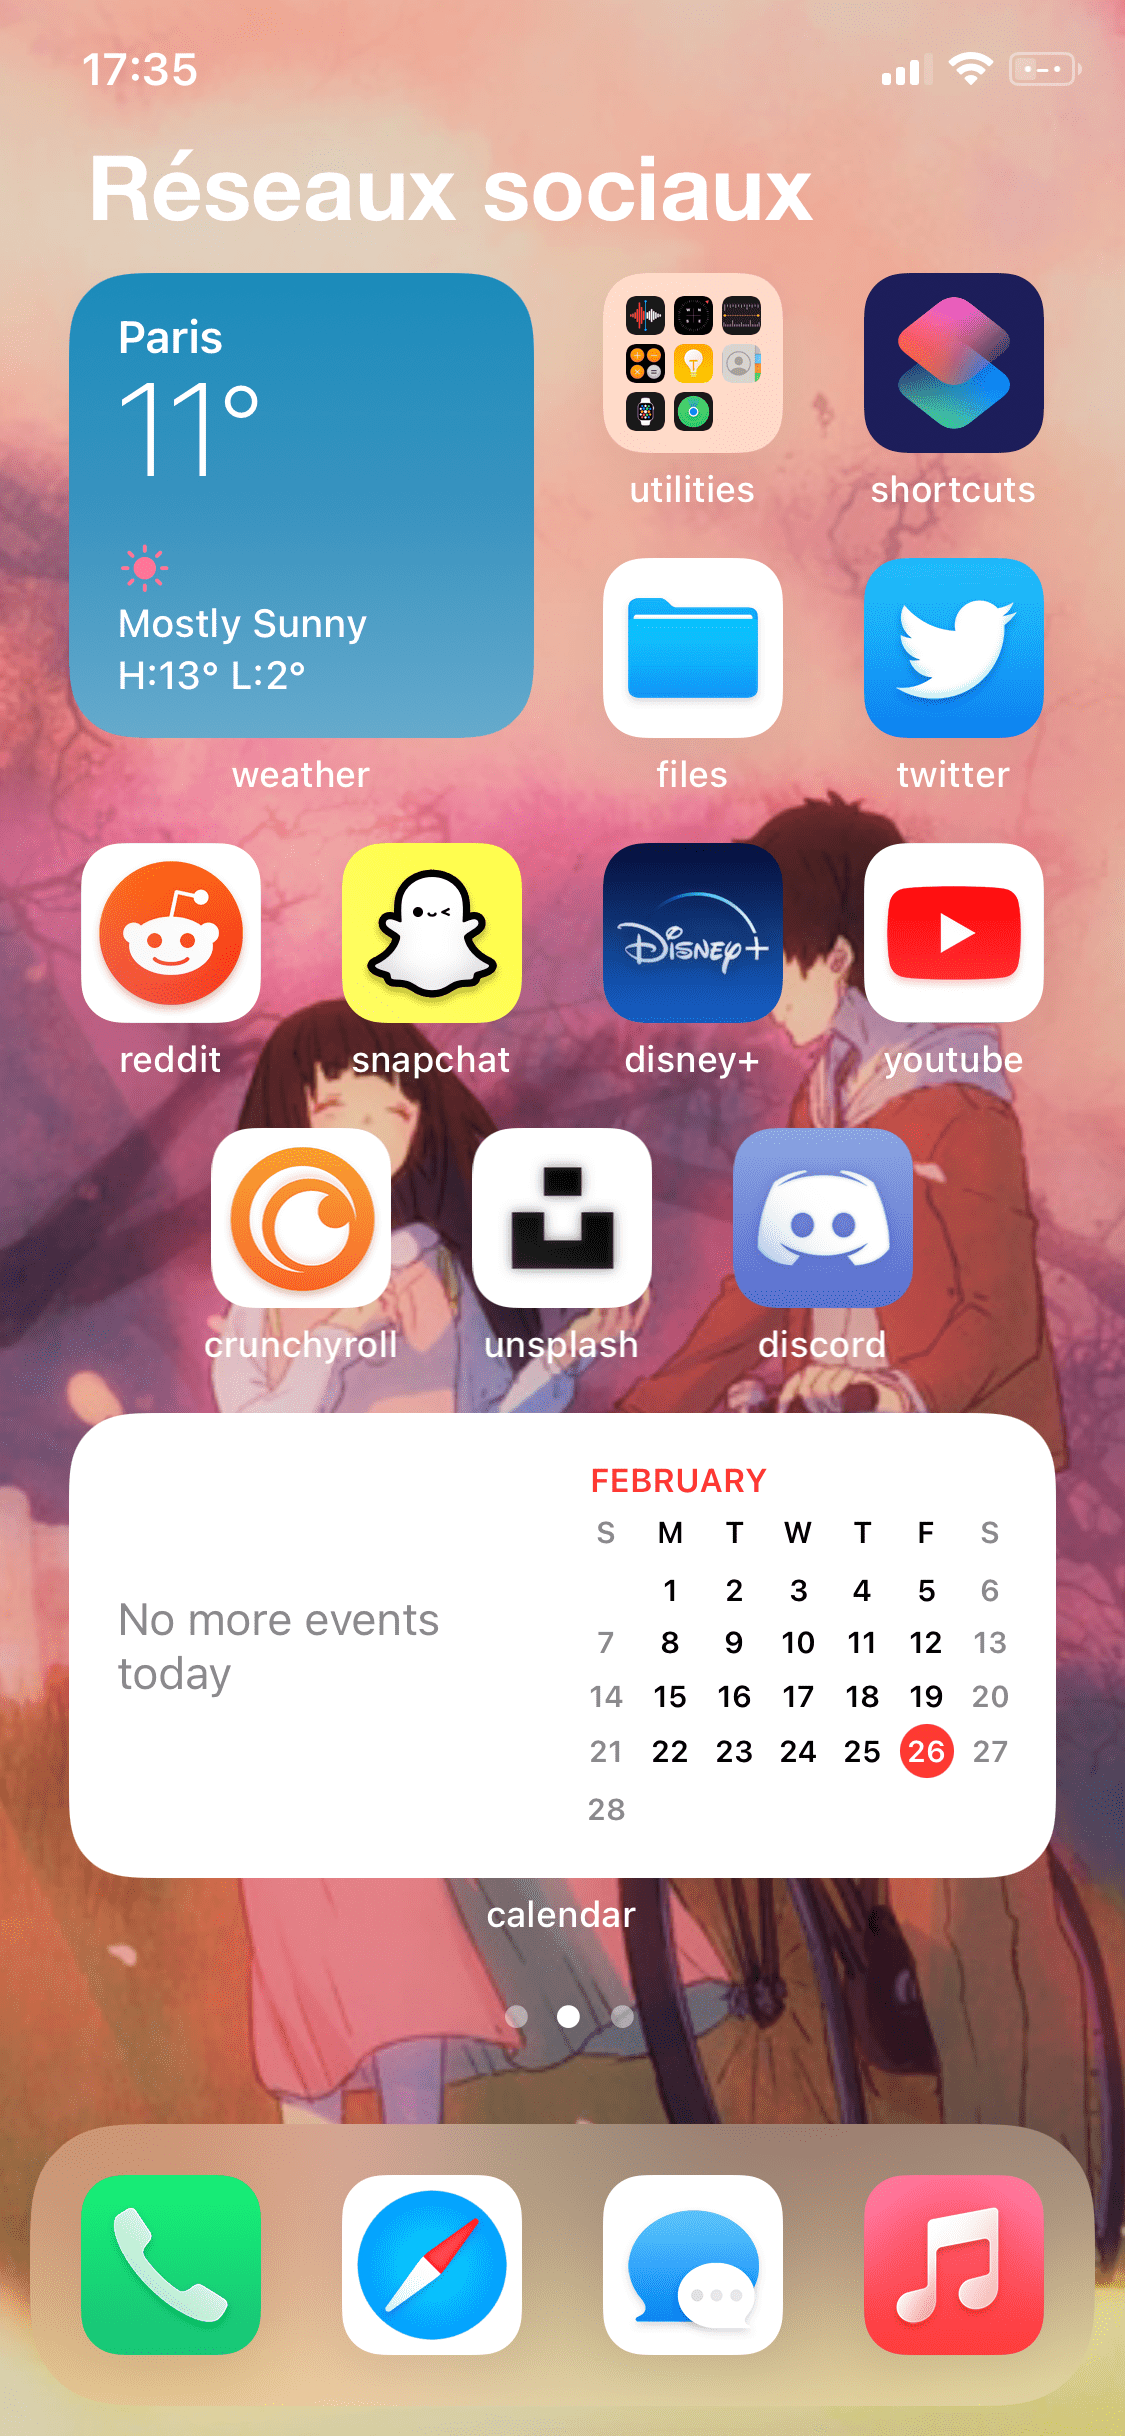 17:35
Réseaux sociaux
Paris
11°
Mostly Sunny
H:13° L:2°
weather
utilities
shortcuts
files
twitter
Disney+
reddit
snapchat
disney+
youtube
crunchyroll
unsplash
discord
No more events
today
FEBRUARY
S M T W T F S
1 2 3 4 5 6
7 8 9 10 11 12 13
14 15 16 17 18 19 20
21 22 23 24 25 26 27
28
calendar